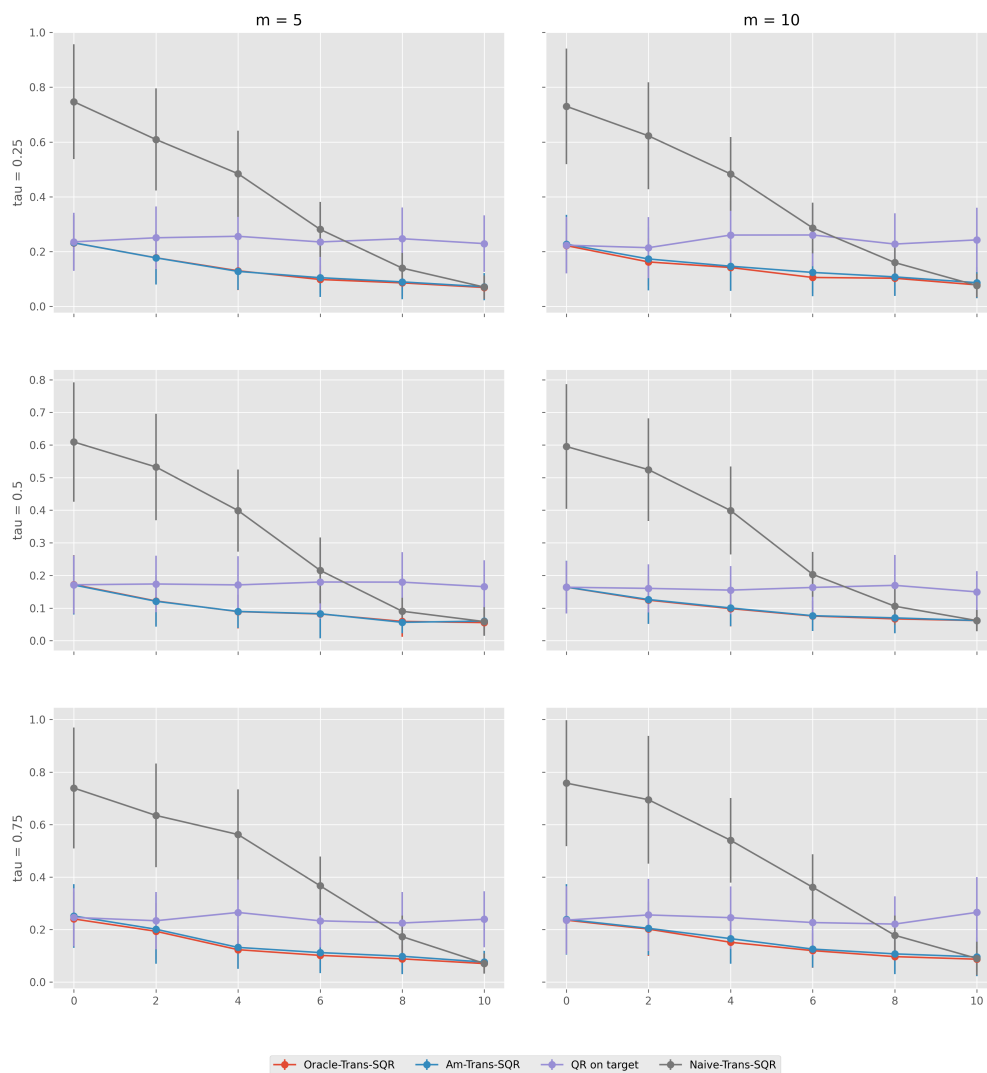 m = 5
m = 10
1.0
0.8
0.6
0.4
0.2
0.0
tau = 0.25
0.8
0.7
0.6
0.5
0.4
0.3
0.2
0.1
0.0
tau = 0.5
1.0
0.8
0.6
0.4
0.2
0.0
tau = 0.75
0 2 4 6 8 10
0 2 4 6 8 10
Oracle-Trans-SQR Am-Trans-SQR QR on target Naive-Trans-SQR